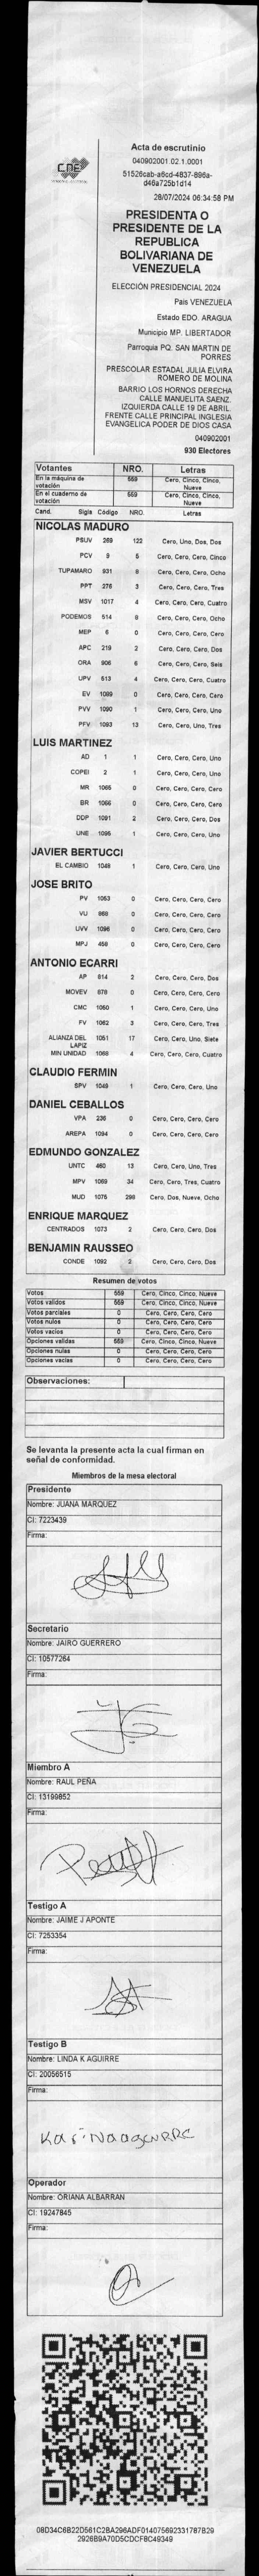 CNE
Acta de escrutinio
040902001.02.1.0001
51526cab-a6cd-4837-896a-
d46a725b1d14
28/07/2024 06:34:58 PM
PRESIDENTA O
PRESIDENTE DE LA
REPUBLICA
BOLIVARIANA DE
VENEZUELA
ELECCIÓN PRESIDENCIAL 2024
País VENEZUELA
Estado EDO. ARAGUA
Municipio MP. LIBERTADOR
Parroquia PQ. SAN MARTIN DE
PORRES
PRESCOLAR ESTADAL JULIA ELVIRA
ROMERO DE MOLINA
BARRIO LOS HORNOS DERECHA
CALLE MANUELITA SAENZ.
IZQUIERDA CALLE 19 DE ABRIL.
FRENTE CALLE PRINCIPAL INGLESIA
EVANGELICA PODER DE DIOS CASA
040902001
930 Electores
Votantes NRO. Letras
En la máquina de votación 559 Cero, Cinco, Cinco, Nueve
En el cuaderno de votación 559 Cero, Cinco, Cinco, Nueve
Cand. Sigla Código NRO. Letras
NICOLAS MADURO
PSUV 269 122 Cero, Uno, Dos, Dos
PCV 9 5 Cero, Cero, Cero, Cinco
TUPAMARO 931 8 Cero, Cero, Cero, Ocho
PPT 276 3 Cero, Cero, Cero, Tres
MSV 1017 4 Cero, Cero, Cero, Cuatro
PODEMOS 514 8 Cero, Cero, Cero, Ocho
MEP 6 0 Cero, Cero, Cero, Cero
APC 219 2 Cero, Cero, Cero, Dos
ORA 906 6 Cero, Cero, Cero, Seis
UPV 613 4 Cero, Cero, Cero, Cuatro
EV 1089 0 Cero, Cero, Cero, Cero
PVV 1090 1 Cero, Cero, Cero, Uno
PFV 1093 13 Cero, Cero, Uno, Tres
LUIS MARTINEZ
AD 1 1 Cero, Cero, Cero, Uno
COPEI 2 1 Cero, Cero, Cero, Uno
MR 1065 0 Cero, Cero, Cero, Cero
BR 1066 0 Cero, Cero, Cero, Cero
DDP 1091 2 Cero, Cero, Cero, Dos
UNE 1095 1 Cero, Cero, Cero, Uno
JAVIER BERTUCCI
EL CAMBIO 1048 1 Cero, Cero, Cero, Uno
JOSE BRITO
PV 1053 0 Cero, Cero, Cero, Cero
VU 868 0 Cero, Cero, Cero, Cero
UVV 1096 0 Cero, Cero, Cero, Cero
MPJ 458 0 Cero, Cero, Cero, Cero
ANTONIO ECARRI
AP 814 2 Cero, Cero, Cero, Dos
MOVEV 878 0 Cero, Cero, Cero, Cero
CMC 1050 1 Cero, Cero, Cero, Uno
FV 1062 3 Cero, Cero, Cero, Tres
ALIANZA DEL LAPIZ 1051 17 Cero, Cero, Uno, Siete
MIN UNIDAD 1068 4 Cero, Cero, Cero, Cuatro
CLAUDIO FERMIN
SPV 1049 1 Cero, Cero, Cero, Uno
DANIEL CEBALLOS
VPA 236 0 Cero, Cero, Cero, Cero
AREPA 1094 0 Cero, Cero, Cero, Cero
EDMUNDO GONZALEZ
UNTC 460 13 Cero, Cero, Uno, Tres
MPV 1069 34 Cero, Cero, Tres, Cuatro
MUD 1075 298 Cero, Dos, Nueve, Ocho
ENRIQUE MARQUEZ
CENTRADOS 1073 2 Cero, Cero, Cero, Dos
BENJAMIN RAUSSEO
CONDE 1092 2 Cero, Cero, Cero, Dos
Resumen de votos
Votos 559 Cero, Cinco, Cinco, Nueve
Votos validos 559 Cero, Cinco, Cinco, Nueve
Votos parciales 0 Cero, Cero, Cero, Cero
Votos nulos 0 Cero, Cero, Cero, Cero
Votos vacíos 0 Cero, Cero, Cero, Cero
Opciones validas 559 Cero, Cinco, Cinco, Nueve
Opciones nulas 0 Cero, Cero, Cero, Cero
Opciones vacias 0 Cero, Cero, Cero, Cero
Observaciones:
Se levanta la presente acta la cual firman en
señal de conformidad.
Miembros de la mesa electoral
Presidente
Nombre: JUANA MARQUEZ
CI: 7223439
Firma:
Secretario
Nombre: JAIRO GUERRERO
CI: 10577264
Firma:
Miembro A
Nombre: RAUL PEÑA
CI: 13199852
Firma:
Testigo A
Nombre: JAIME J APONTE
CI: 7253354
Firma:
Testigo B
Nombre: LINDA K AGUIRRE
CI: 20056515
Firma:
Karinaaguirre
Operador
Nombre: ORIANA ALBARRAN
CI: 19247845
Firma:
08D34C6B22D561C2BA296ADF014075692331787B29
2926B9A70D5CDCF8C49349